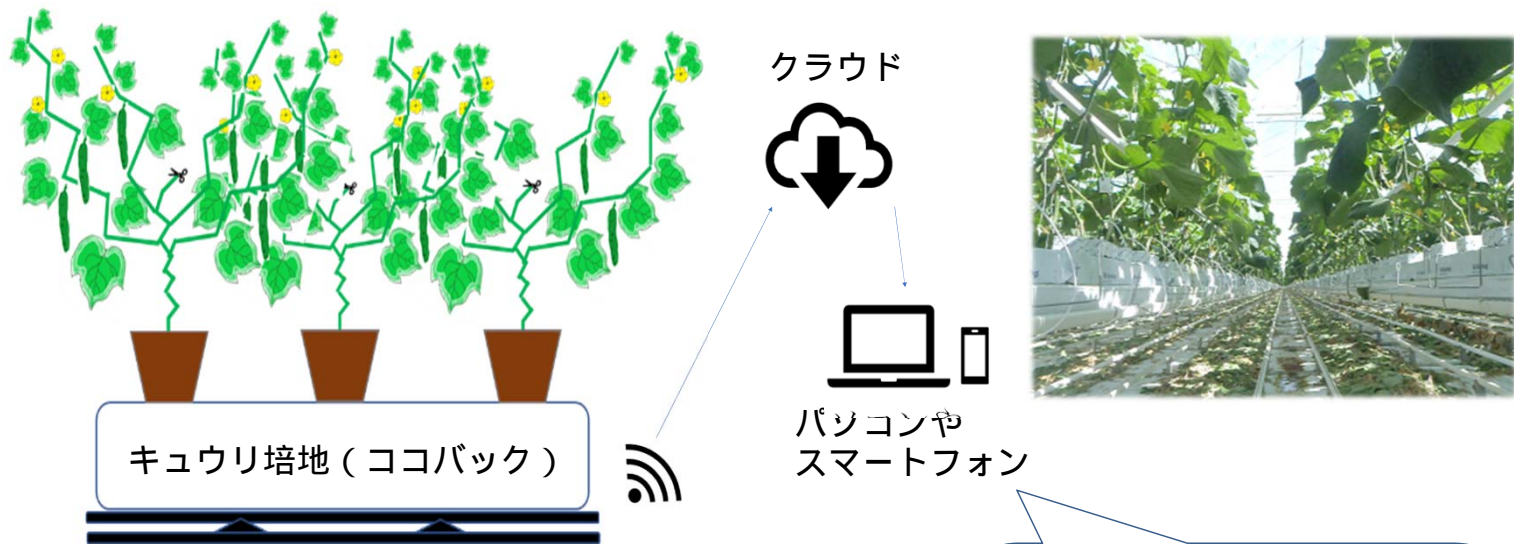 クラウド
キュウリ培地（ココバック）
パソコンや
スマートフォン